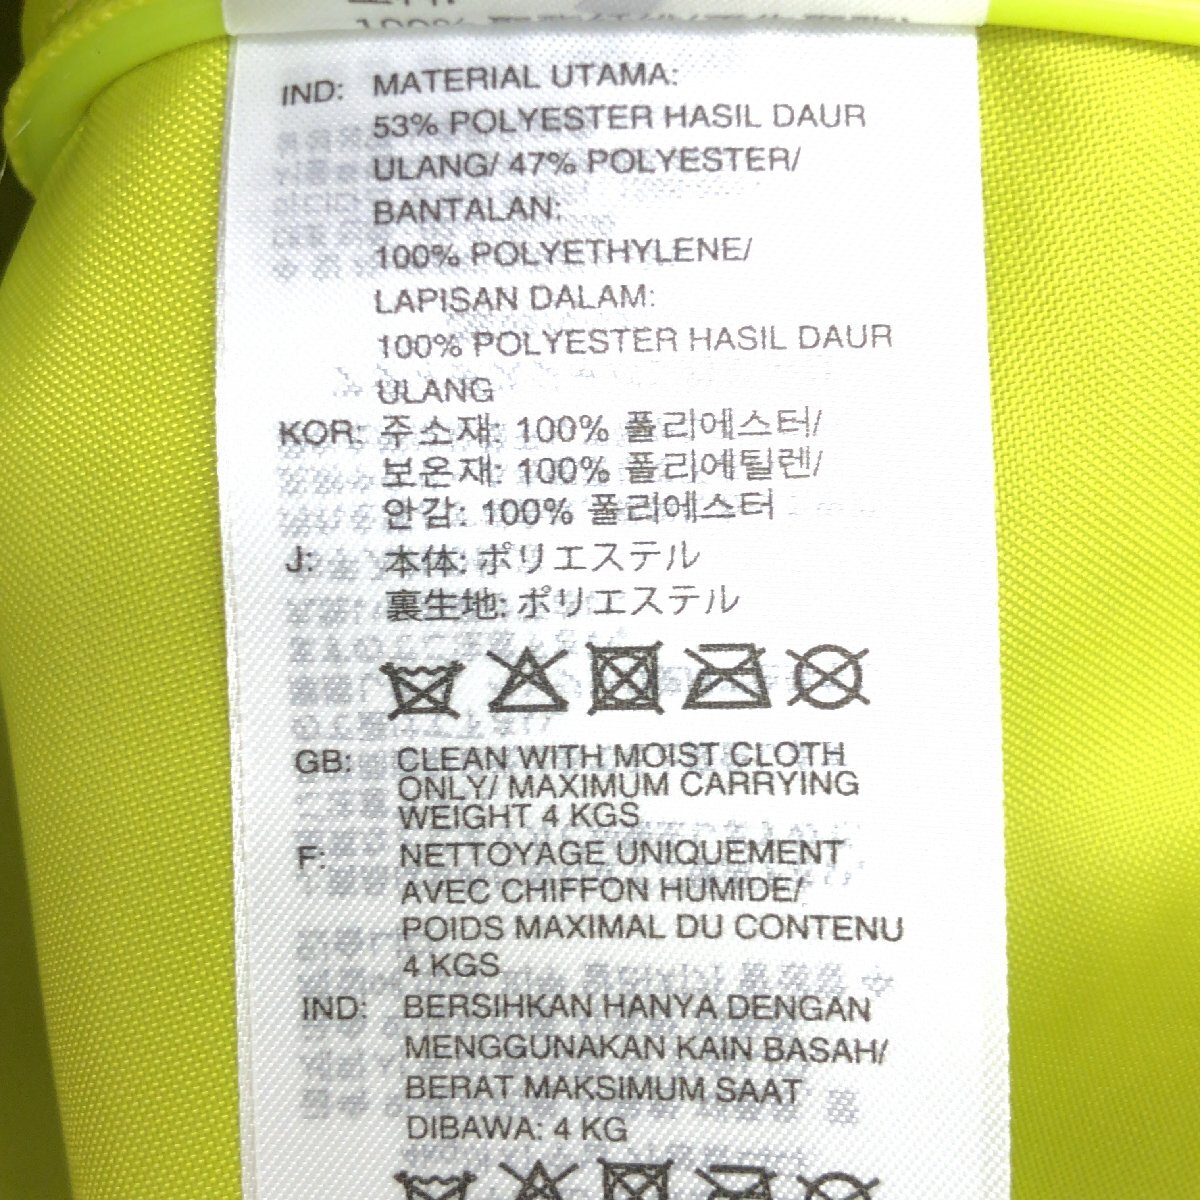 IND: MATERIAL UTAMA:
53% POLYESTER HASIL DAUR
ULANG/ 47% POLYESTER/
BANTALAN:
100% POLYETHYLENE/
LAPISAN DALAM:
100% POLYESTER HASIL DAUR
ULANG
KOR: 주소재: 100% 폴리에스터/
보온재: 100% 폴리에틸렌/
안감: 100% 폴리에스터
J: 本体: ポリエステル
裏生地: ポリエステル
GB: CLEAN WITH MOIST CLOTH
ONLY/ MAXIMUM CARRYING
WEIGHT 4 KGS
F: NETTOYAGE UNIQUEMENT
AVEC CHIFFON HUMIDE/
POIDS MAXIMAL DU CONTENU
4 KGS
IND: BERSIHKAN HANYA DENGAN
MENGGUNAKAN KAIN BASAH/
BERAT MAKSIMUM SAAT
DIBAWA: 4 KG